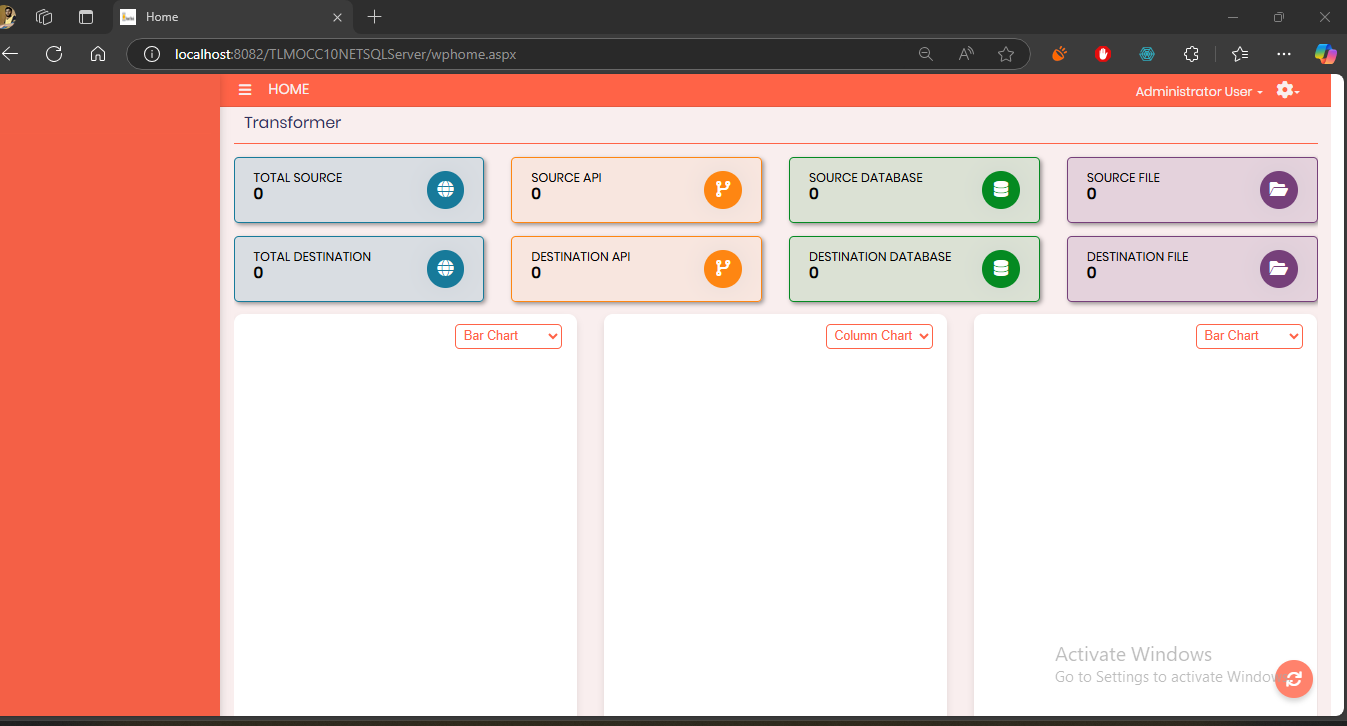 Home
localhost:8082/TLMOCC10NETSQLServer/wphome.aspx
HOME
Administrator User
Transformer
TOTAL SOURCE
0
SOURCE API
0
SOURCE DATABASE
0
SOURCE FILE
0
TOTAL DESTINATION
0
DESTINATION API
0
DESTINATION DATABASE
0
DESTINATION FILE
0
Bar Chart
Column Chart
Bar Chart
Activate Windows
Go to Settings to activate Window